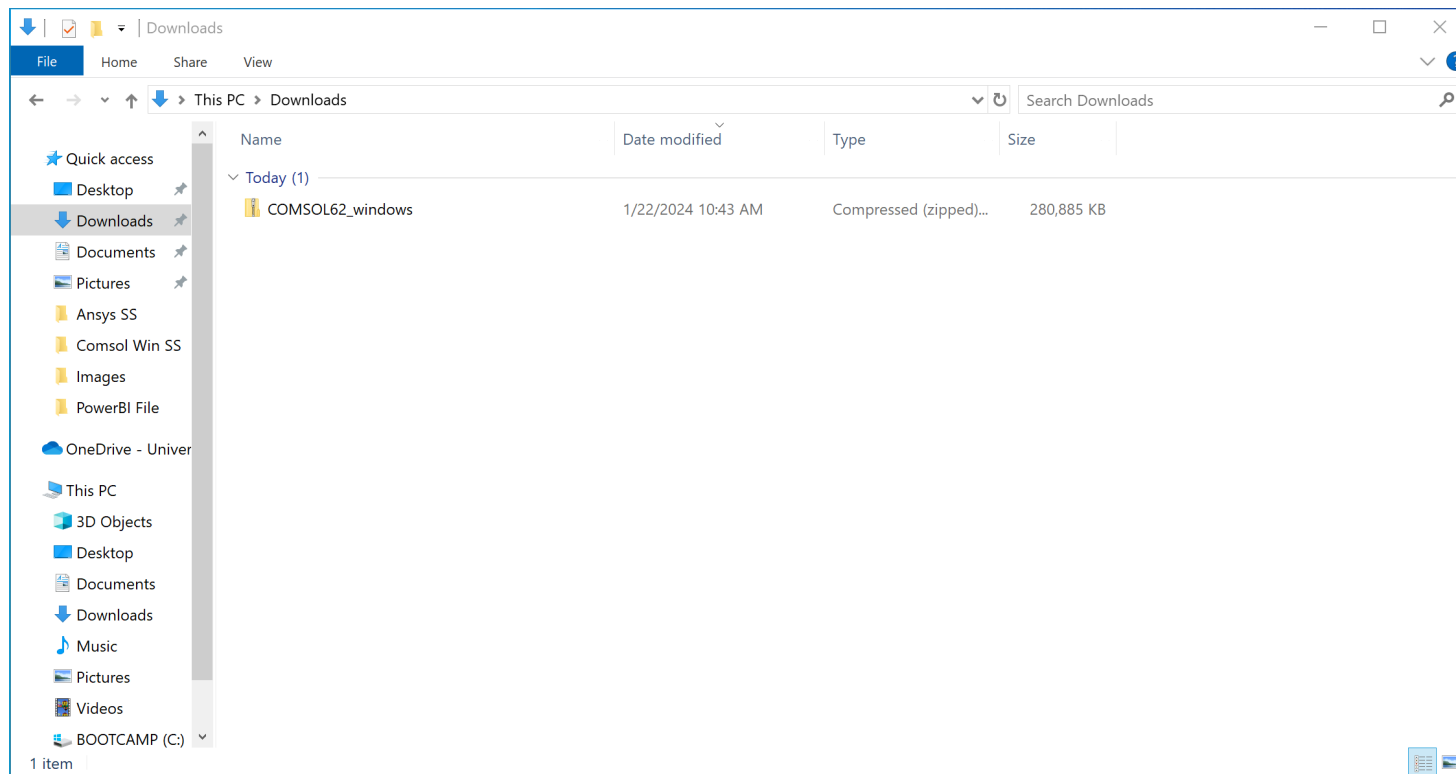 Downloads
File Home Share View
This PC Downloads
Search Downloads
Name Date modified Type Size
Today (1)
COMSOL62_windows 1/22/2024 10:43 AM Compressed (zipped)... 280,885 KB
Quick access
Desktop
Downloads
Documents
Pictures
Ansys SS
Comsol Win SS
Images
PowerBI File
OneDrive - Univer
This PC
3D Objects
Desktop
Documents
Downloads
Music
Pictures
Videos
BOOTCAMP (C:)
1 item